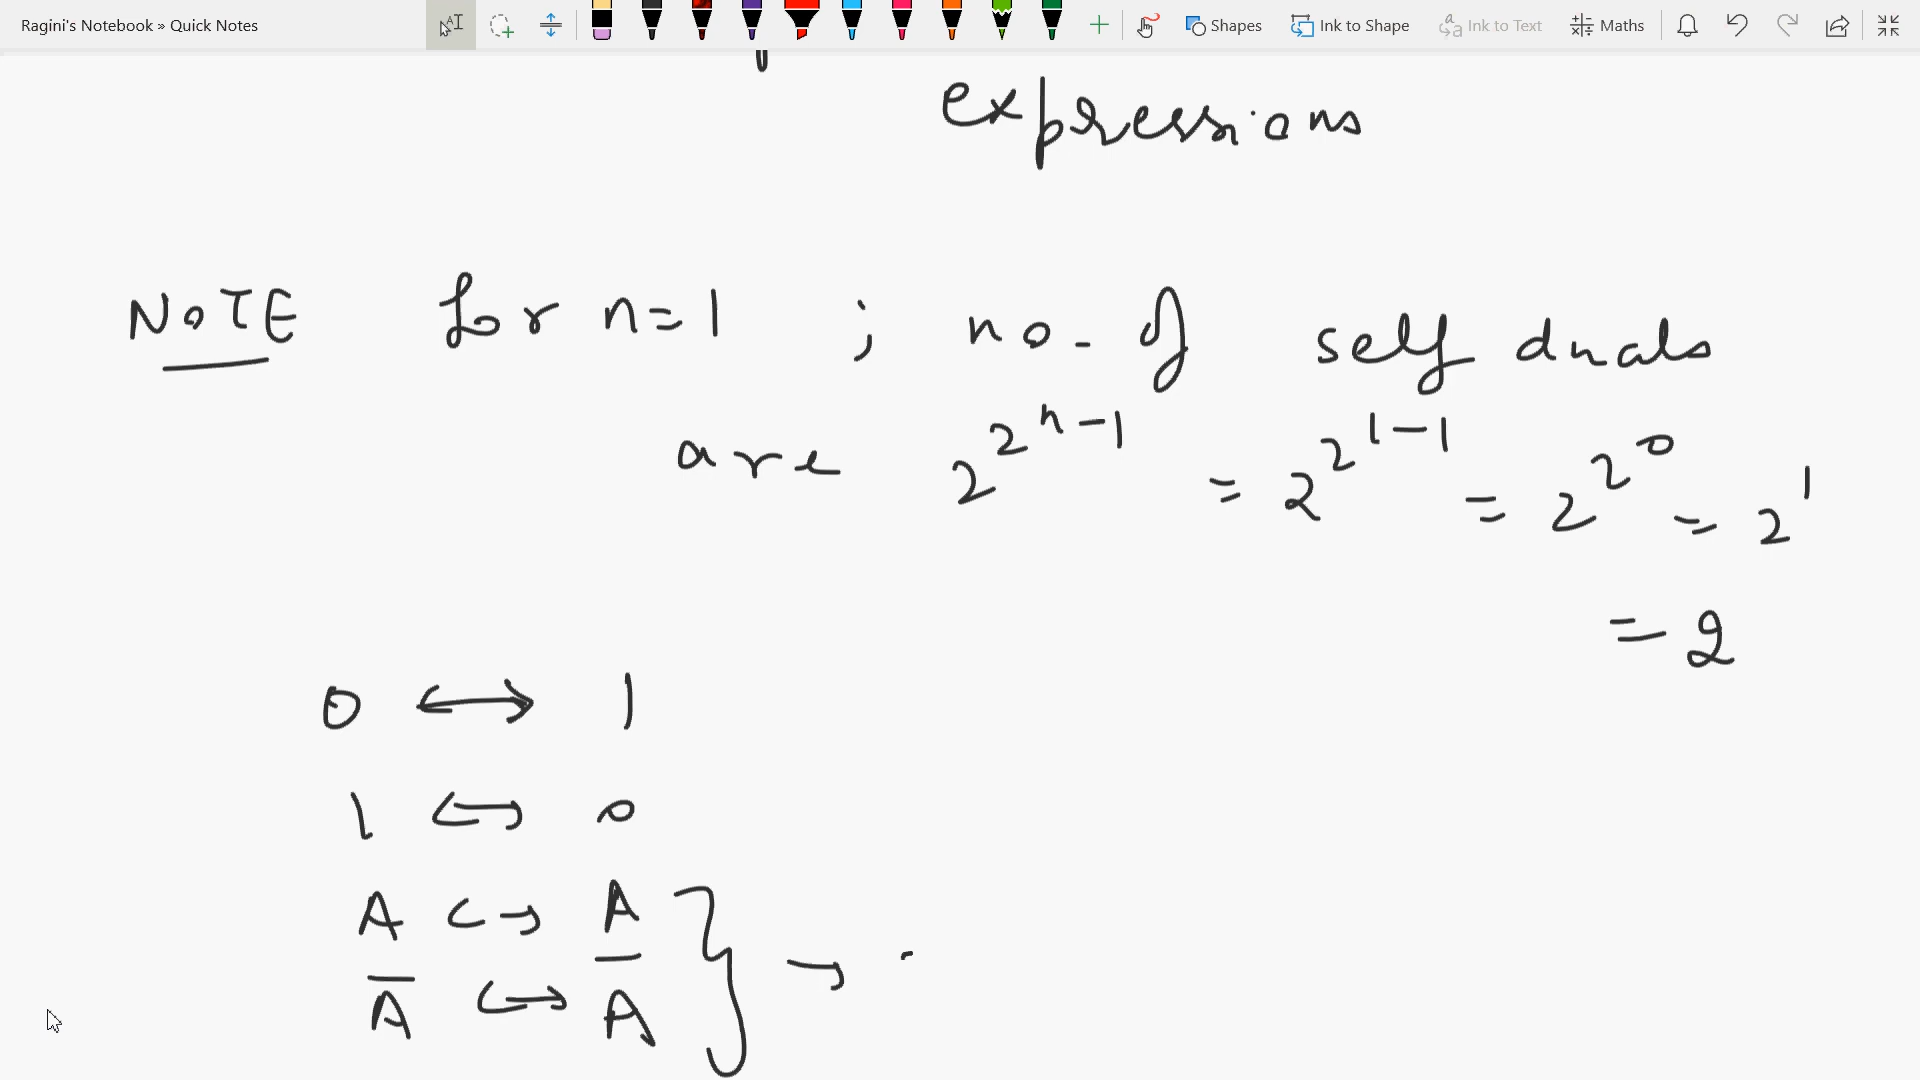 Ragini's Notebook » Quick Notes Shapes Ink to Shape Ink to Text Maths
expressions
NOTE for n=1 ; no. of self duals
are 2^2^n-1 = 2^2^1-1 = 2^2^0 = 2^1
= 2
0 ↔ 1
1 ↔ 0
A ↔ A
A̅ ↔ A̅ } →